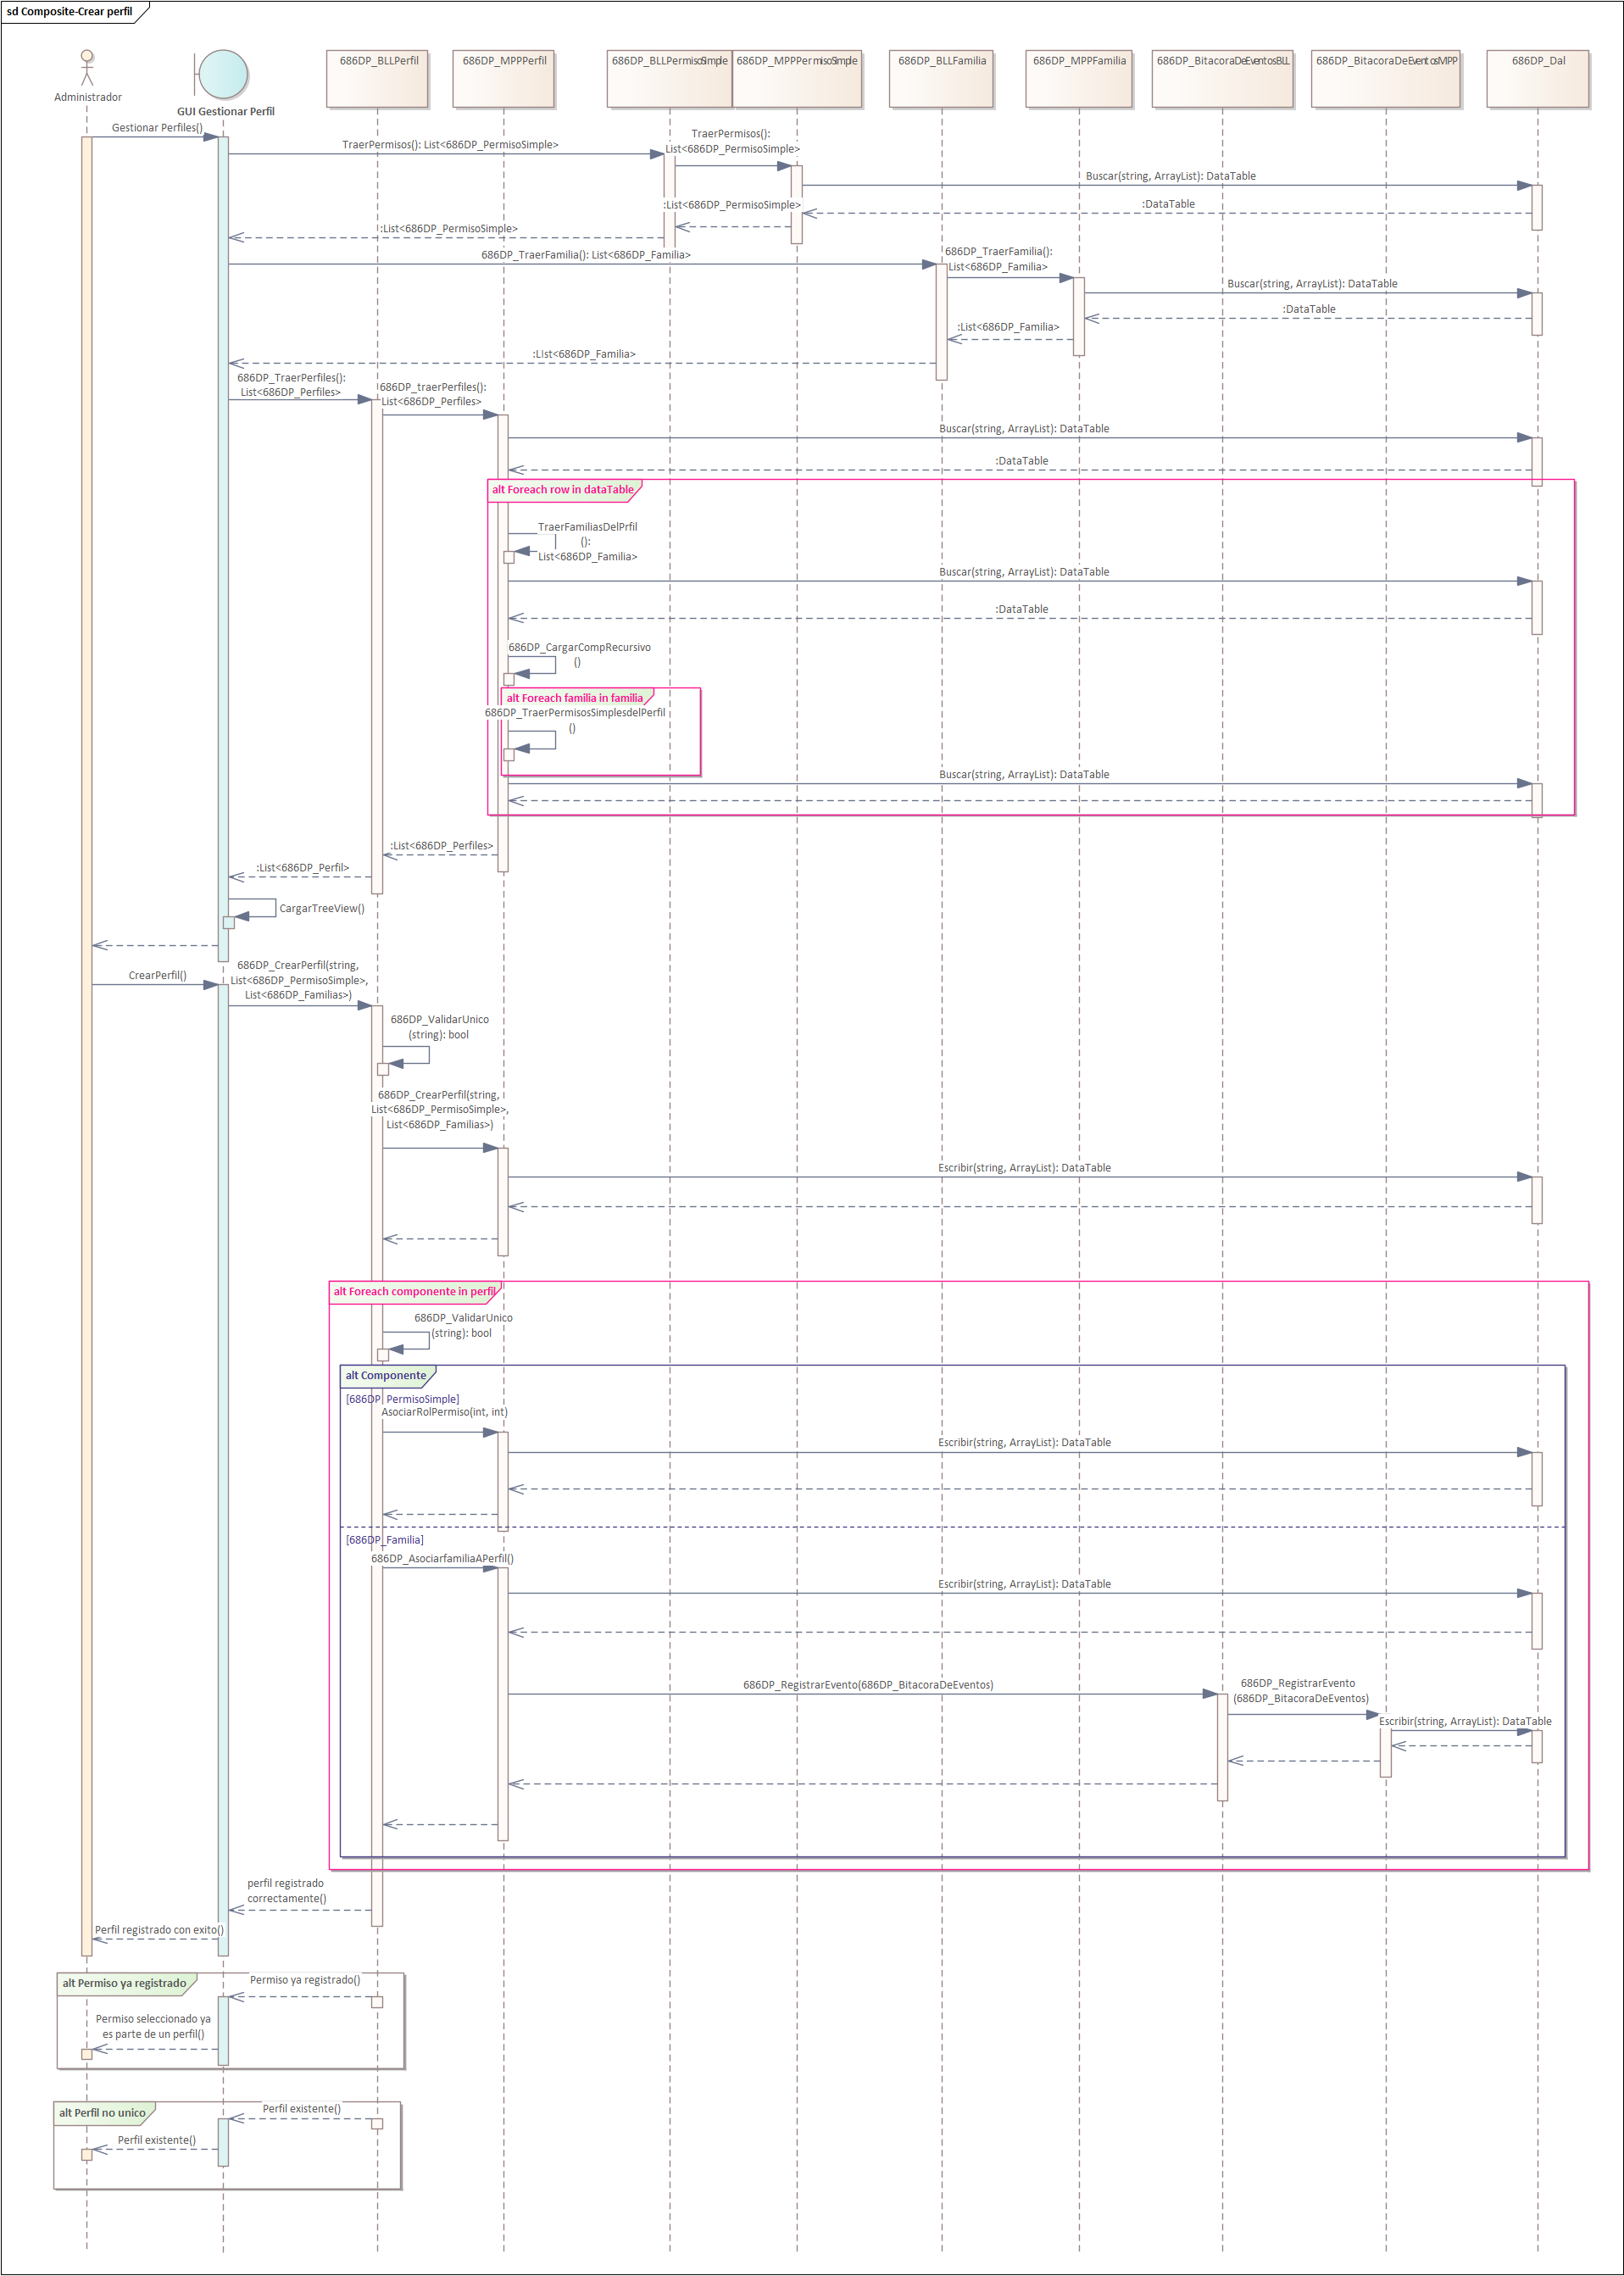 sd Composite-Crear perfil
Administrador
GUI Gestionar Perfil
686DP_BLLPerfil
686DP_MPPPerfil
686DP_BLLPermisoSimple
686DP_MPPPermisoSimple
686DP_BLLFamilia
686DP_MPPFamilia
686DP_BitacoraDeEventosBLL
686DP_BitacoraDeEventosMPP
686DP_Dal
Gestionar Perfiles()
TraerPermisos(): List<686DP_PermisoSimple>
TraerPermisos():
List<686DP_PermisoSimple>
Buscar(string, ArrayList): DataTable
:List<686DP_PermisoSimple>
:DataTable
:List<686DP_PermisoSimple>
686DP_TraerFamilia(): List<686DP_Familia>
686DP_TraerFamilia():
List<686DP_Familia>
Buscar(string, ArrayList): DataTable
:DataTable
:List<686DP_Familia>
:LIst<686DP_Familia>
686DP_TraerPerfiles():
List<686DP_Perfiles>
686DP_traerPerfiles():
List<686DP_Perfiles>
Buscar(string, ArrayList): DataTable
:DataTable
alt Foreach row in dataTable
TraerFamiliasDelPrfil
():
List<686DP_Familia>
Buscar(string, ArrayList): DataTable
:DataTable
686DP_CargarCompRecursivo
()
alt Foreach familia in familia
686DP_TraerPermisosSimplesdelPerfil
()
Buscar(string, ArrayList): DataTable
:List<686DP_Perfiles>
:List<686DP_Perfil>
CargarTreeView()
CrearPerfil()
686DP_CrearPerfil(string,
List<686DP_PermisoSimple>,
List<686DP_Familias>)
686DP_ValidarUnico
(string): bool
686DP_CrearPerfil(string,
List<686DP_PermisoSimple>,
List<686DP_Familias>)
Escribir(string, ArrayList): DataTable
alt Foreach componente in perfil
686DP_ValidarUnico
(string): bool
alt Componente
[686DP_PermisoSimple]
AsociarRolPermiso(int, int)
Escribir(string, ArrayList): DataTable
[686DP_Familia]
686DP_AsociarfamiliaAPerfil()
Escribir(string, ArrayList): DataTable
686DP_RegistrarEvento(686DP_BitacoraDeEventos)
686DP_RegistrarEvento
(686DP_BitacoraDeEventos)
Escribir(string, ArrayList): DataTable
perfil registrado
correctamente()
Perfil registrado con exito()
alt Permiso ya registrado
Permiso ya registrado()
Permiso seleccionado ya
es parte de un perfil()
alt Perfil no unico
Perfil existente()
Perfil existente()